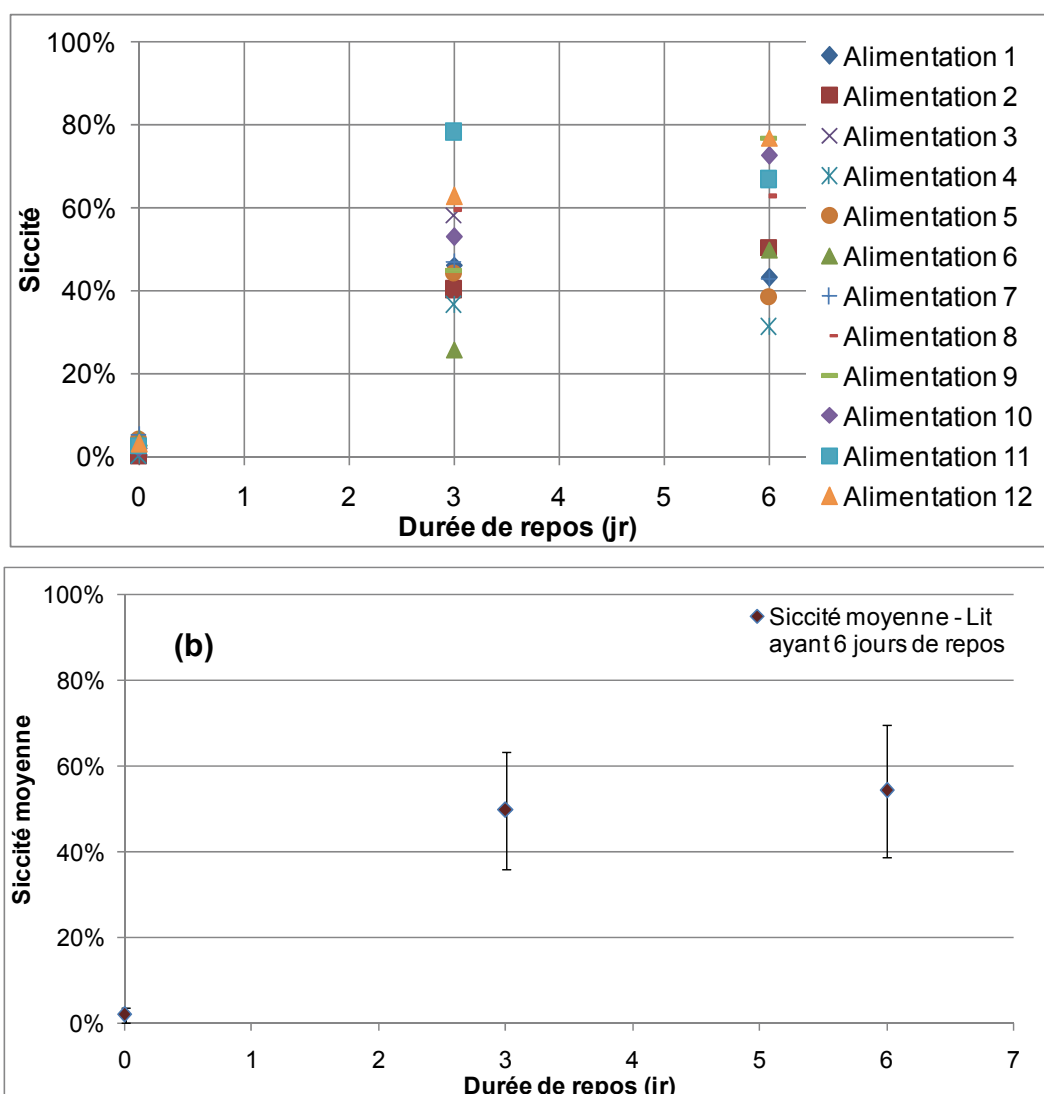 100%
80%
60%
40%
20%
0%
Siccité
0 1 2 3 4 5 6
Durée de repos (jr)
Alimentation 1
Alimentation 2
Alimentation 3
Alimentation 4
Alimentation 5
Alimentation 6
Alimentation 7
Alimentation 8
Alimentation 9
Alimentation 10
Alimentation 11
Alimentation 12
100%
80%
60%
40%
20%
0%
Siccité moyenne
(b)
Siccité moyenne - Lit
ayant 6 jours de repos
0 1 2 3 4 5 6 7
Durée de repos (jr)